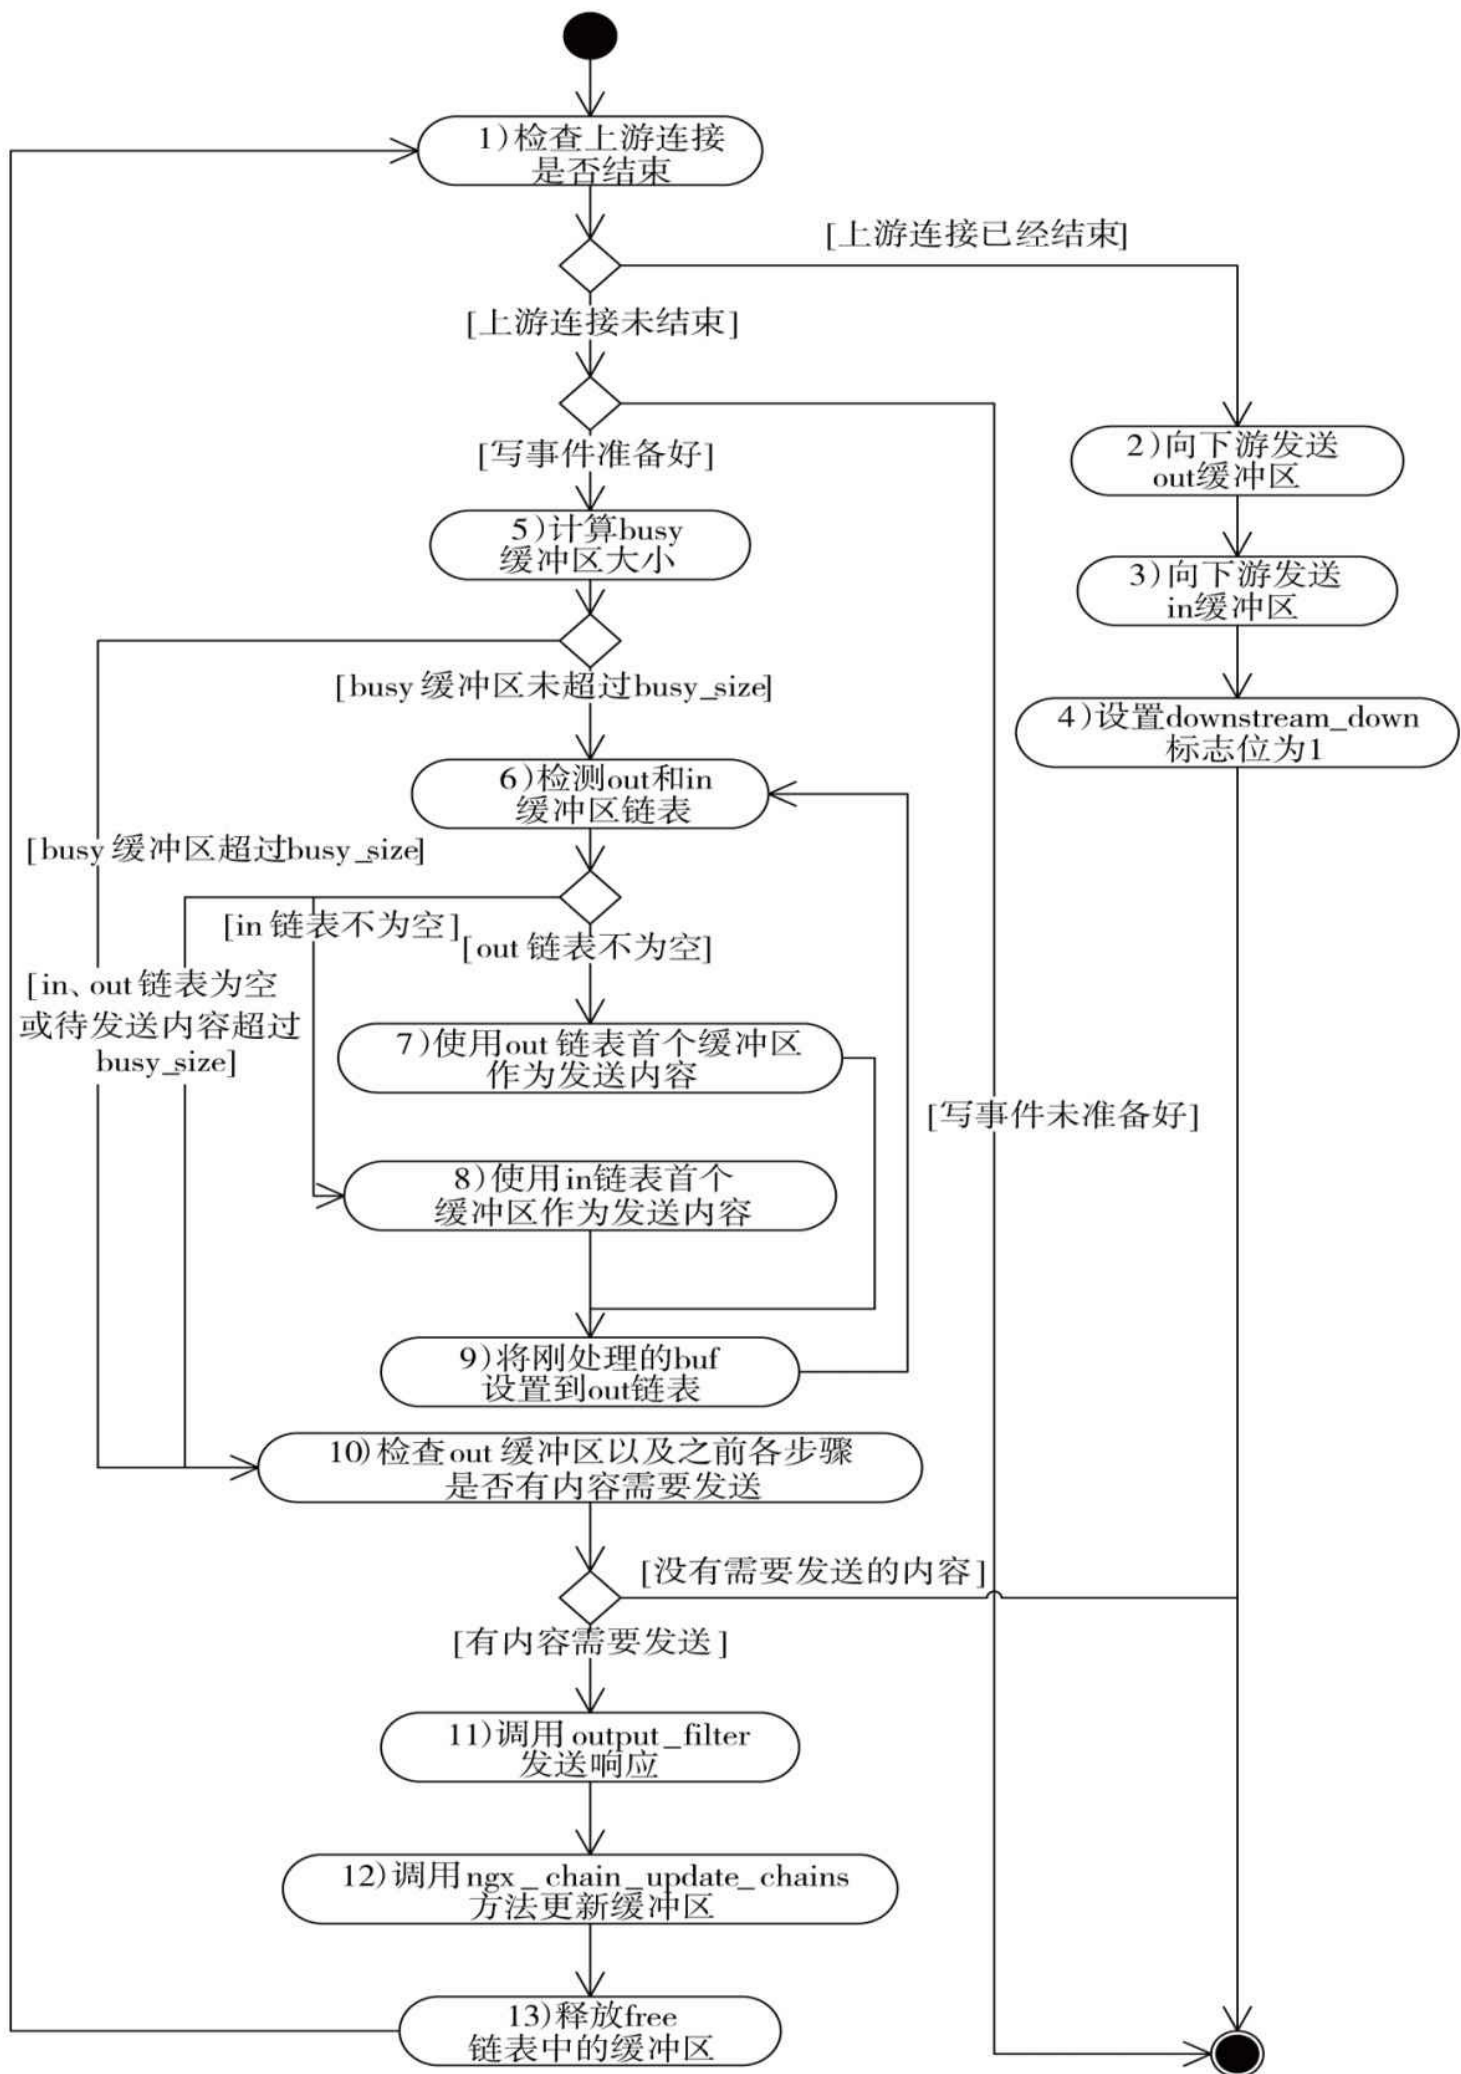 1)检查上游连接
是否结束
[上游连接已经结束]
[上游连接未结束]
[写事件准备好]
2)向下游发送
out缓冲区
5)计算busy
缓冲区大小
3)向下游发送
in缓冲区
[busy 缓冲区未超过busy_size]
4)设置downstream_down
标志位为1
6)检测out和in
缓冲区链表
[busy 缓冲区超过busy_size]
[in 链表不为空]
[out 链表不为空]
[in、out 链表为空
或待发送内容超过
busy_size]
7)使用out 链表首个缓冲区
作为发送内容
[写事件未准备好]
8)使用in链表首个
缓冲区作为发送内容
9)将刚处理的buf
设置到out链表
10)检查out 缓冲区以及之前各步骤
是否有内容需要发送
[没有需要发送的内容]
[有内容需要发送]
11)调用output_filter
发送响应
12)调用ngx_chain_update_chains
方法更新缓冲区
13)释放free
链表中的缓冲区